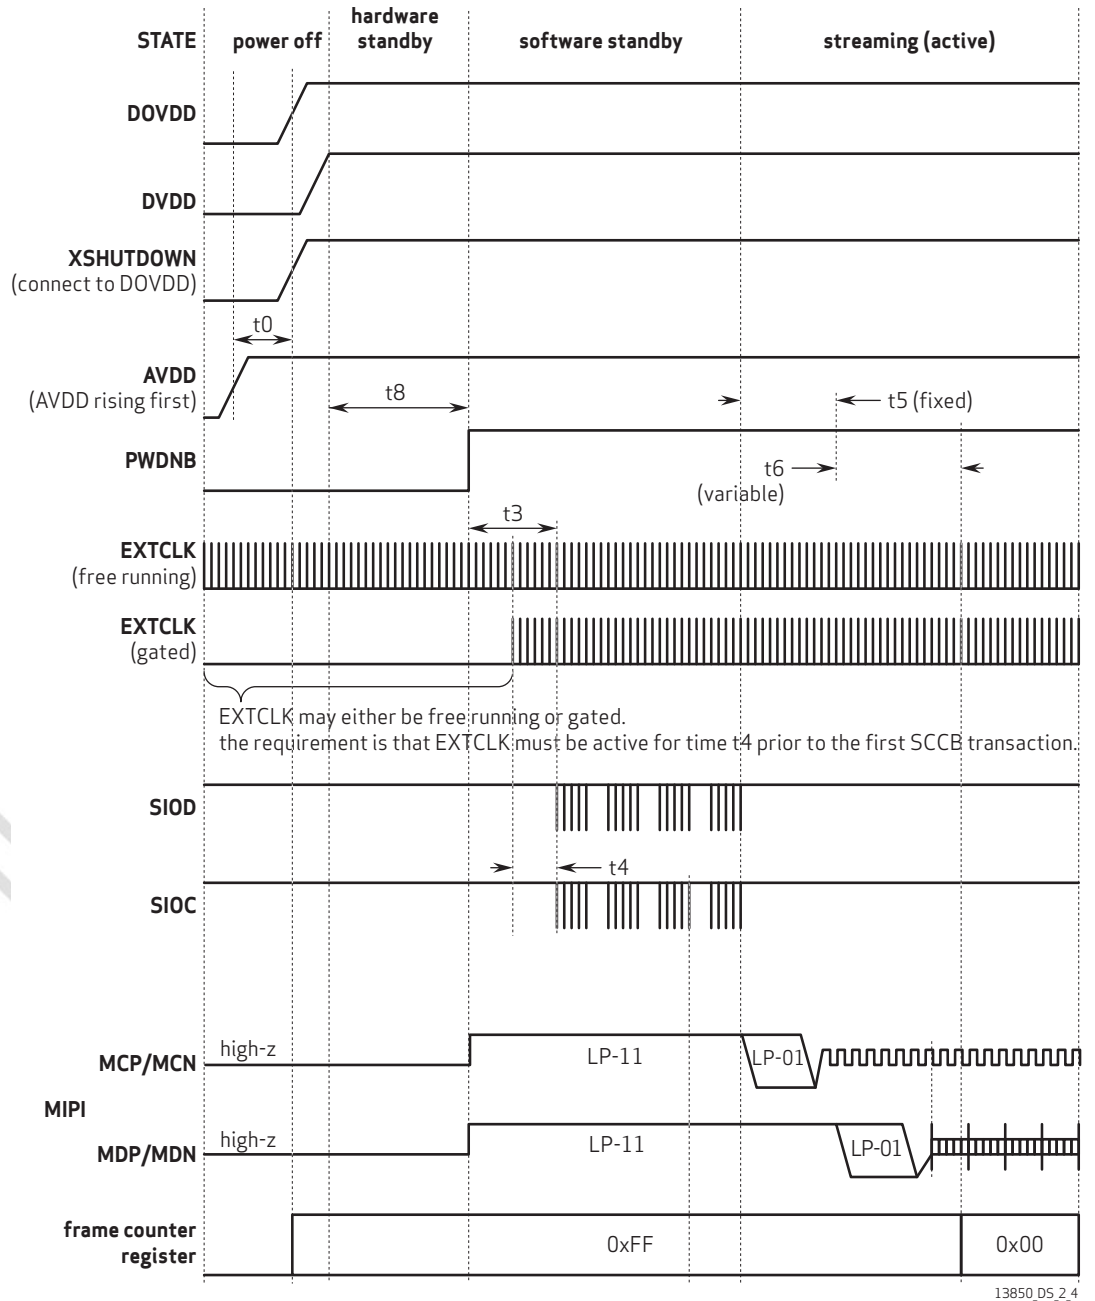 hardware
STATE power off standby software standby streaming (active)
DOVDD
DVDD
XSHUTDOWN
(connect to DOVDD)
t0
AVDD
(AVDD rising first)
t8
t5 (fixed)
PWDNB
t6
(variable)
t3
EXTCLK
(free running)
EXTCLK
(gated)
EXTCLK may either be free running or gated.
the requirement is that EXTCLK must be active for time t4 prior to the first SCCB transaction.
SIOD
t4
SIOC
high-z
MCP/MCN LP-11 LP-01
MIPI
high-z
MDP/MDN LP-11 LP-01
frame counter
register 0xFF 0x00
13850_DS_2_4